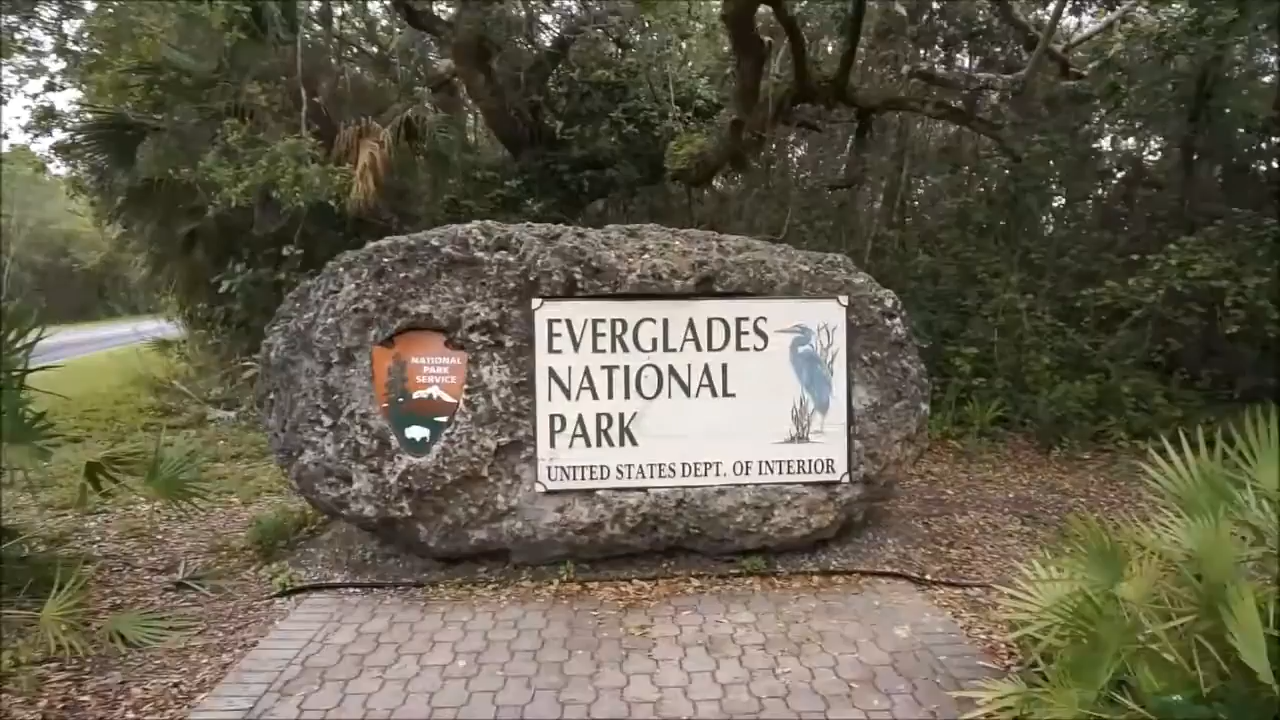 NATIONAL
PARK
SERVICE
EVERGLADES
NATIONAL
PARK
UNITED STATES DEPT. OF INTERIOR